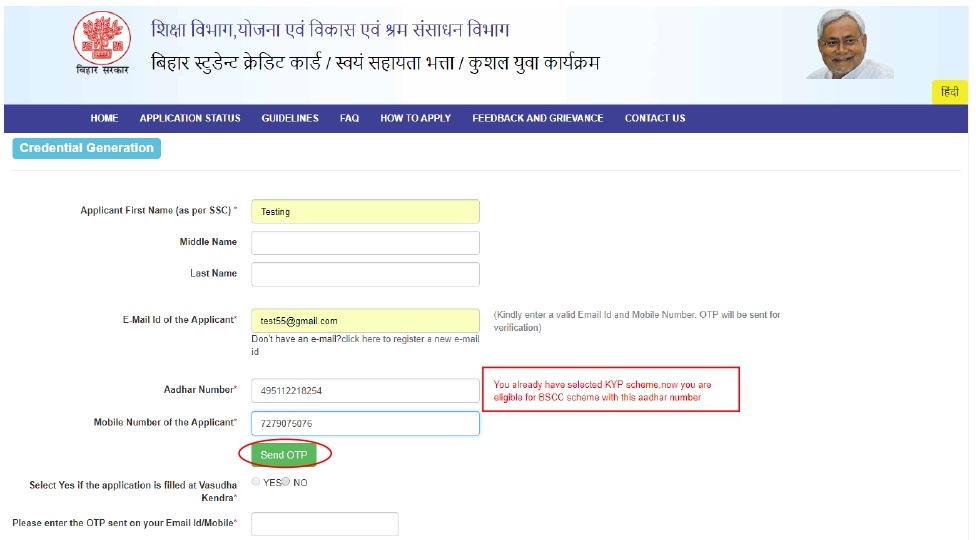 शिक्षा विभाग,योजना एवं विकास एवं श्रम संसाधन विभाग
बिहार स्टुडेन्ट क्रेडिट कार्ड / स्वयं सहायता भत्ता / कुशल युवा कार्यक्रम
बिहार सरकार
हिंदी
HOME APPLICATION STATUS GUIDELINES FAQ HOW TO APPLY FEEDBACK AND GRIEVANCE CONTACT US
Credential Generation
Applicant First Name (as per SSC) * Testing
Middle Name
Last Name
E-Mail Id of the Applicant* test55@gmail.com (Kindly enter a valid Email Id and Mobile Number. OTP will be sent for
verification)
Don't have an e-mail?click here to register a new e-mail
id
Aadhar Number* 495112218254 You already have selected KYP scheme,now you are
eligible for BSCC scheme with this aadhar number
Mobile Number of the Applicant* 7279075076
Send OTP
Select Yes if the application is filled at Vasudha
Kendra* YES NO
Please enter the OTP sent on your Email Id/Mobile*